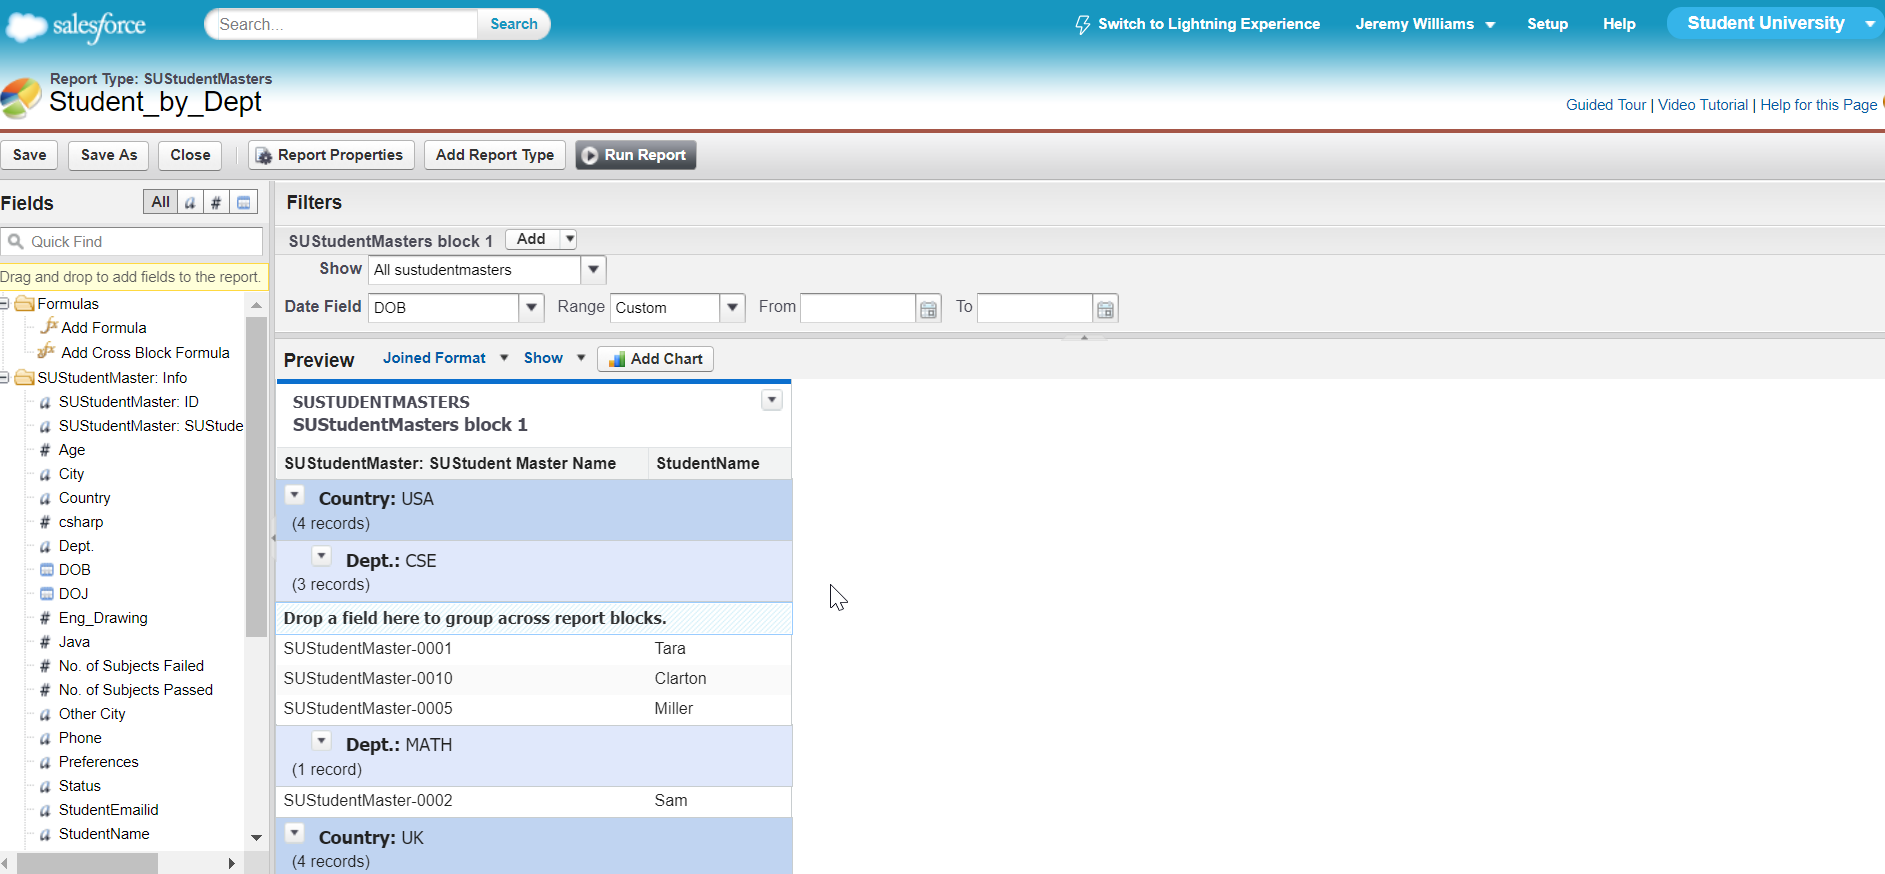 salesforce
Search...
Search
Switch to Lightning Experience
Jeremy Williams
Setup
Help
Student University
Report Type: SUStudentMasters
Student_by_Dept
Guided Tour | Video Tutorial | Help for this Page
Save
Save As
Close
Report Properties
Add Report Type
Run Report
Fields
All
a
#
Quick Find
Drag and drop to add fields to the report.
Formulas
fx Add Formula
fx Add Cross Block Formula
SUStudentMaster: Info
a SUStudentMaster: ID
a SUStudentMaster: SUStude
# Age
a City
a Country
# csharp
a Dept.
DOB
DOJ
# Eng_Drawing
# Java
# No. of Subjects Failed
# No. of Subjects Passed
a Other City
a Phone
a Preferences
a Status
a StudentEmailid
a StudentName
Filters
SUStudentMasters block 1
Add
Show All sustudentmasters
Date Field DOB Range Custom From To
Preview
Joined Format
Show
Add Chart
SUSTUDENTMASTERS
SUStudentMasters block 1
SUStudentMaster: SUStudent Master Name StudentName
Country: USA
(4 records)
Dept.: CSE
(3 records)
Drop a field here to group across report blocks.
SUStudentMaster-0001 Tara
SUStudentMaster-0010 Clarton
SUStudentMaster-0005 Miller
Dept.: MATH
(1 record)
SUStudentMaster-0002 Sam
Country: UK
(4 records)